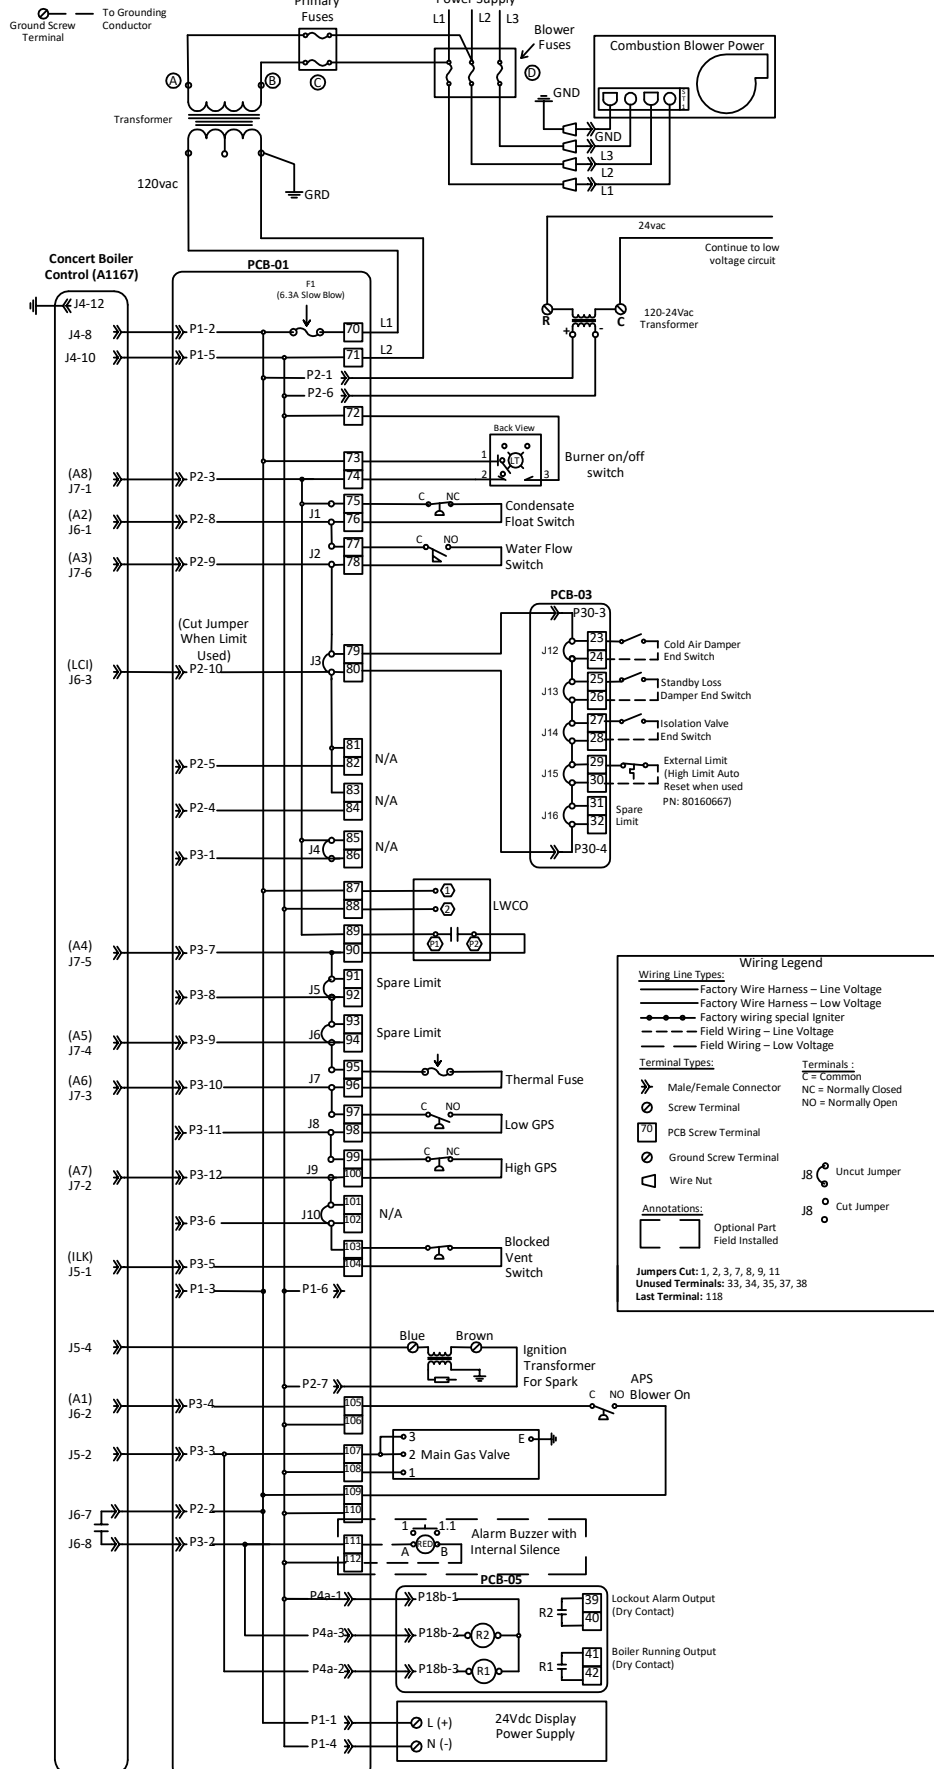 Primary
Fuses
Power Supply
To Grounding
Conductor
Ground Screw
Terminal
L1
L2
L3
Blower
Fuses
Combustion Blower Power
A
B
C
D
ST1
GND
Transformer
GND
L3
L2
L1
120vac
GRD
24vac
Continue to low
voltage circuit
Concert Boiler
Control (A1167)
PCB-01
F1
(6.3A Slow Blow)
R
C
120-24Vac
Transformer
+
-
J4-12
J4-8
P1-2
70
L1
J4-10
P1-5
71
L2
P2-1
P2-6
72
Back View
73
1
LT
Burner on/off
switch
(A8)
J7-1
P2-3
74
2
3
75
C
NC
Condensate
Float Switch
(A2)
J6-1
P2-8
J1
76
77
C
NO
Water Flow
Switch
(A3)
J7-6
P2-9
J2
78
PCB-03
P30-3
(Cut Jumper
When Limit
Used)
(LCI)
J6-3
P2-10
J3
79
80
J12
23
24
Cold Air Damper
End Switch
J13
25
26
Standby Loss
Damper End Switch
J14
27
28
Isolation Valve
End Switch
J15
29
30
External Limit
(High Limit Auto
Reset when used
PN: 80160667)
J16
31
32
Spare
Limit
P30-4
81
P2-5
82
N/A
83
P2-4
84
N/A
85
P3-1
J4
86
N/A
87
1
88
2
LWCO
89
P1
P2
(A4)
J7-5
P3-7
90
91
Spare Limit
P3-8
J5
92
93
Spare Limit
(A5)
J7-4
P3-9
J6
94
95
Thermal Fuse
(A6)
J7-3
P3-10
J7
96
97
C
NO
Low GPS
P3-11
J8
98
99
C
NC
High GPS
(A7)
J7-2
P3-12
J9
100
101
P3-6
J10
102
N/A
103
Blocked
Vent
Switch
(ILK)
J5-1
P3-5
104
P1-3
P1-6
Wiring Legend
Wiring Line Types:
Factory Wire Harness – Line Voltage
Factory Wire Harness – Low Voltage
Factory wiring special Igniter
Field Wiring – Line Voltage
Field Wiring – Low Voltage
Terminal Types:
Terminals :
C = Common
NC = Normally Closed
NO = Normally Open
Male/Female Connector
Screw Terminal
70
PCB Screw Terminal
Ground Screw Terminal
Wire Nut
J8
Uncut Jumper
J8
Cut Jumper
Annotations:
Optional Part
Field Installed
Jumpers Cut: 1, 2, 3, 7, 8, 9, 11
Unused Terminals: 33, 34, 35, 37, 38
Last Terminal: 118
J5-4
Blue
Brown
Ignition
Transformer
For Spark
P2-7
(A1)
J6-2
P3-4
105
C
NO
APS
Blower On
106
J5-2
P3-3
107
108
3
2
1
Main Gas Valve
E
109
J6-7
P2-2
110
J6-8
P3-2
111
112
1
1.1
A
RED
B
Alarm Buzzer with
Internal Silence
PCB-05
P4a-1
P18b-1
R2
39
40
Lockout Alarm Output
(Dry Contact)
P4a-3
P18b-2
R2
P4a-2
P18b-3
R1
R1
41
42
Boiler Running Output
(Dry Contact)
P1-1
L (+)
24Vdc Display
Power Supply
P1-4
N (-)